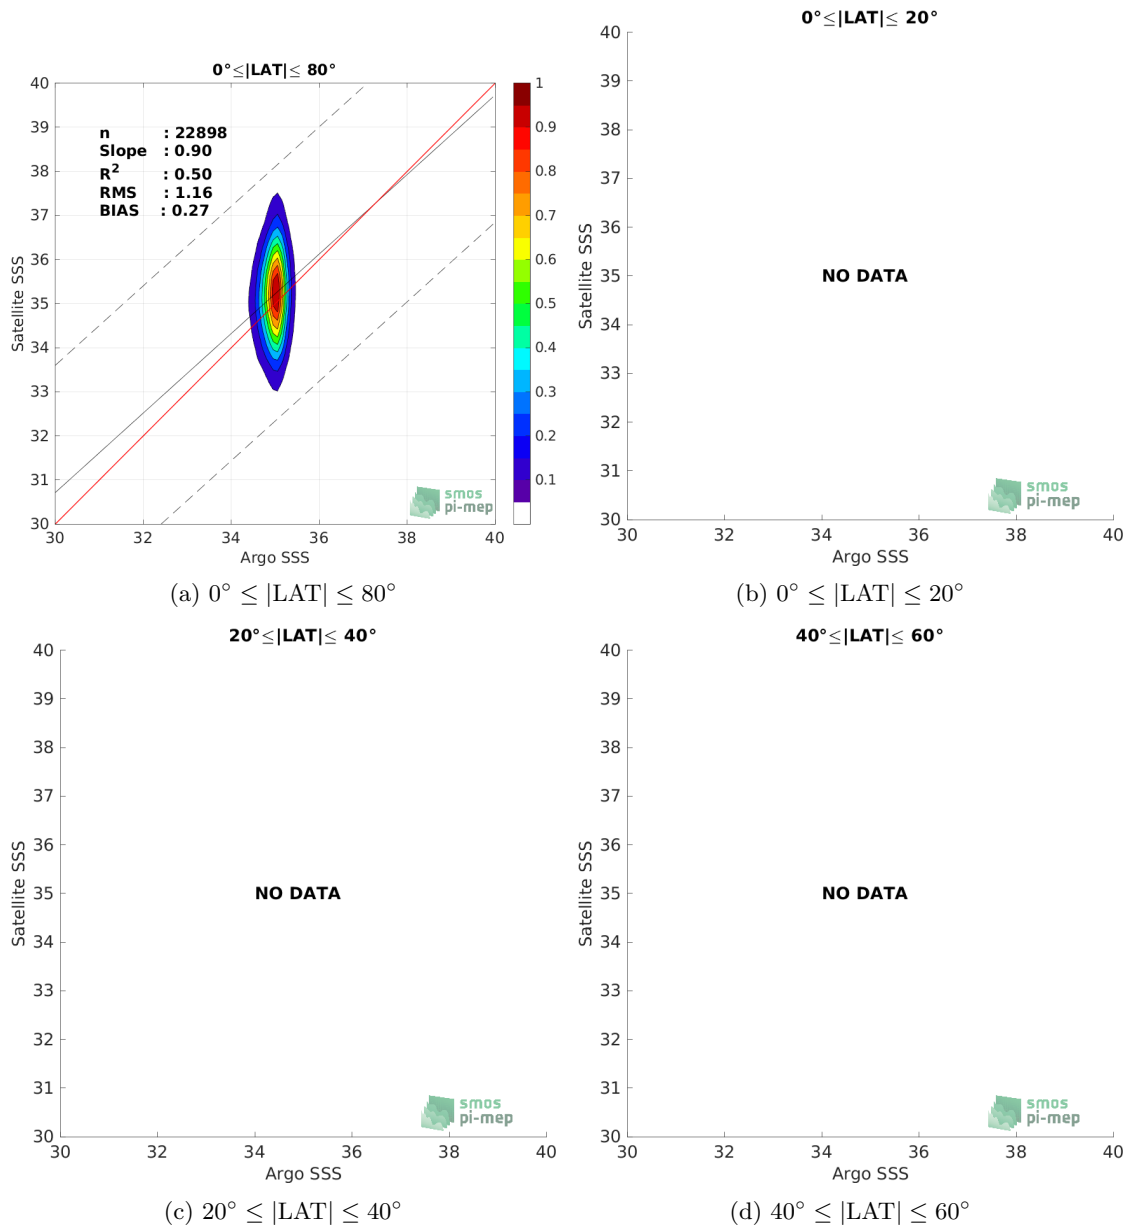 0°≤|LAT|≤ 80°
40
39
38
37
36
35
34
33
32
31
30
Satellite SSS
n : 22898
Slope : 0.90
R² : 0.50
RMS : 1.16
BIAS : 0.27
1
0.9
0.8
0.7
0.6
0.5
0.4
0.3
0.2
0.1
smos
pi-mep
30 32 34 36 38 40
Argo SSS
(a) 0° ≤ |LAT| ≤ 80°
0°≤|LAT|≤ 20°
40
39
38
37
36
35
34
33
32
31
30
Satellite SSS
NO DATA
smos
pi-mep
30 32 34 36 38 40
Argo SSS
(b) 0° ≤ |LAT| ≤ 20°
20°≤|LAT|≤ 40°
40
39
38
37
36
35
34
33
32
31
30
Satellite SSS
NO DATA
smos
pi-mep
30 32 34 36 38 40
Argo SSS
(c) 20° ≤ |LAT| ≤ 40°
40°≤|LAT|≤ 60°
40
39
38
37
36
35
34
33
32
31
30
Satellite SSS
NO DATA
smos
pi-mep
30 32 34 36 38 40
Argo SSS
(d) 40° ≤ |LAT| ≤ 60°